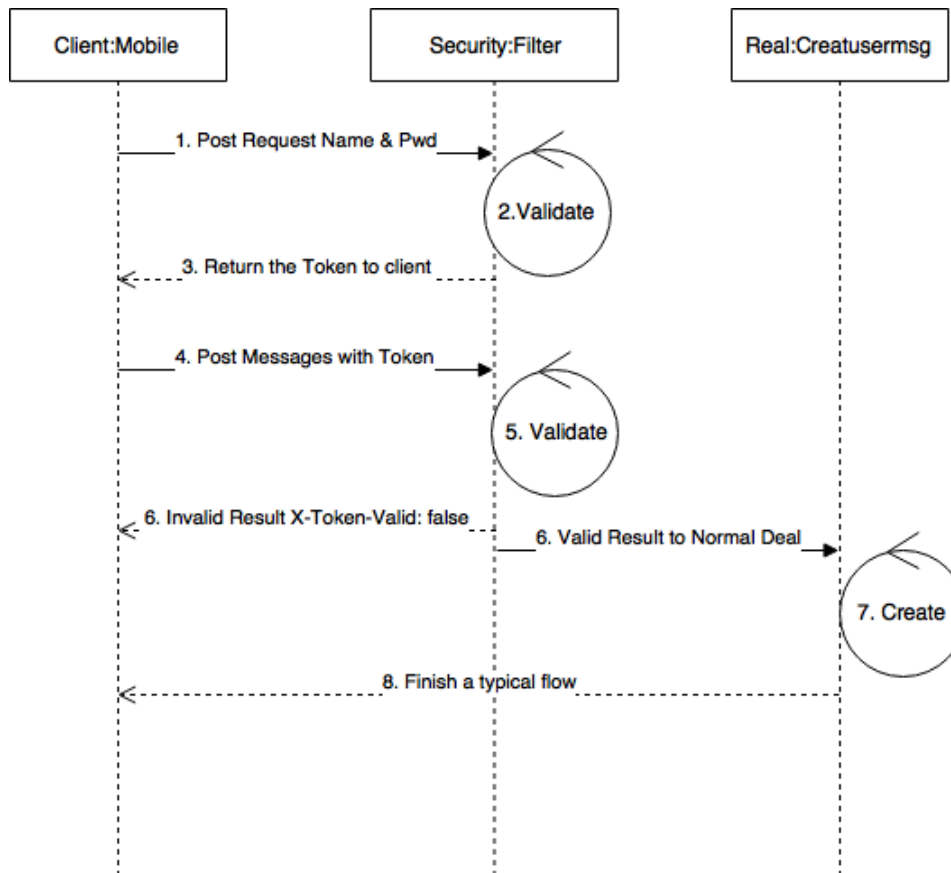 Client:Mobile
Security:Filter
Real:Creatusermsg
1. Post Request Name & Pwd
2.Validate
3. Return the Token to client
4. Post Messages with Token
5. Validate
6. Invalid Result X-Token-Valid: false
6. Valid Result to Normal Deal
7. Create
8. Finish a typical flow